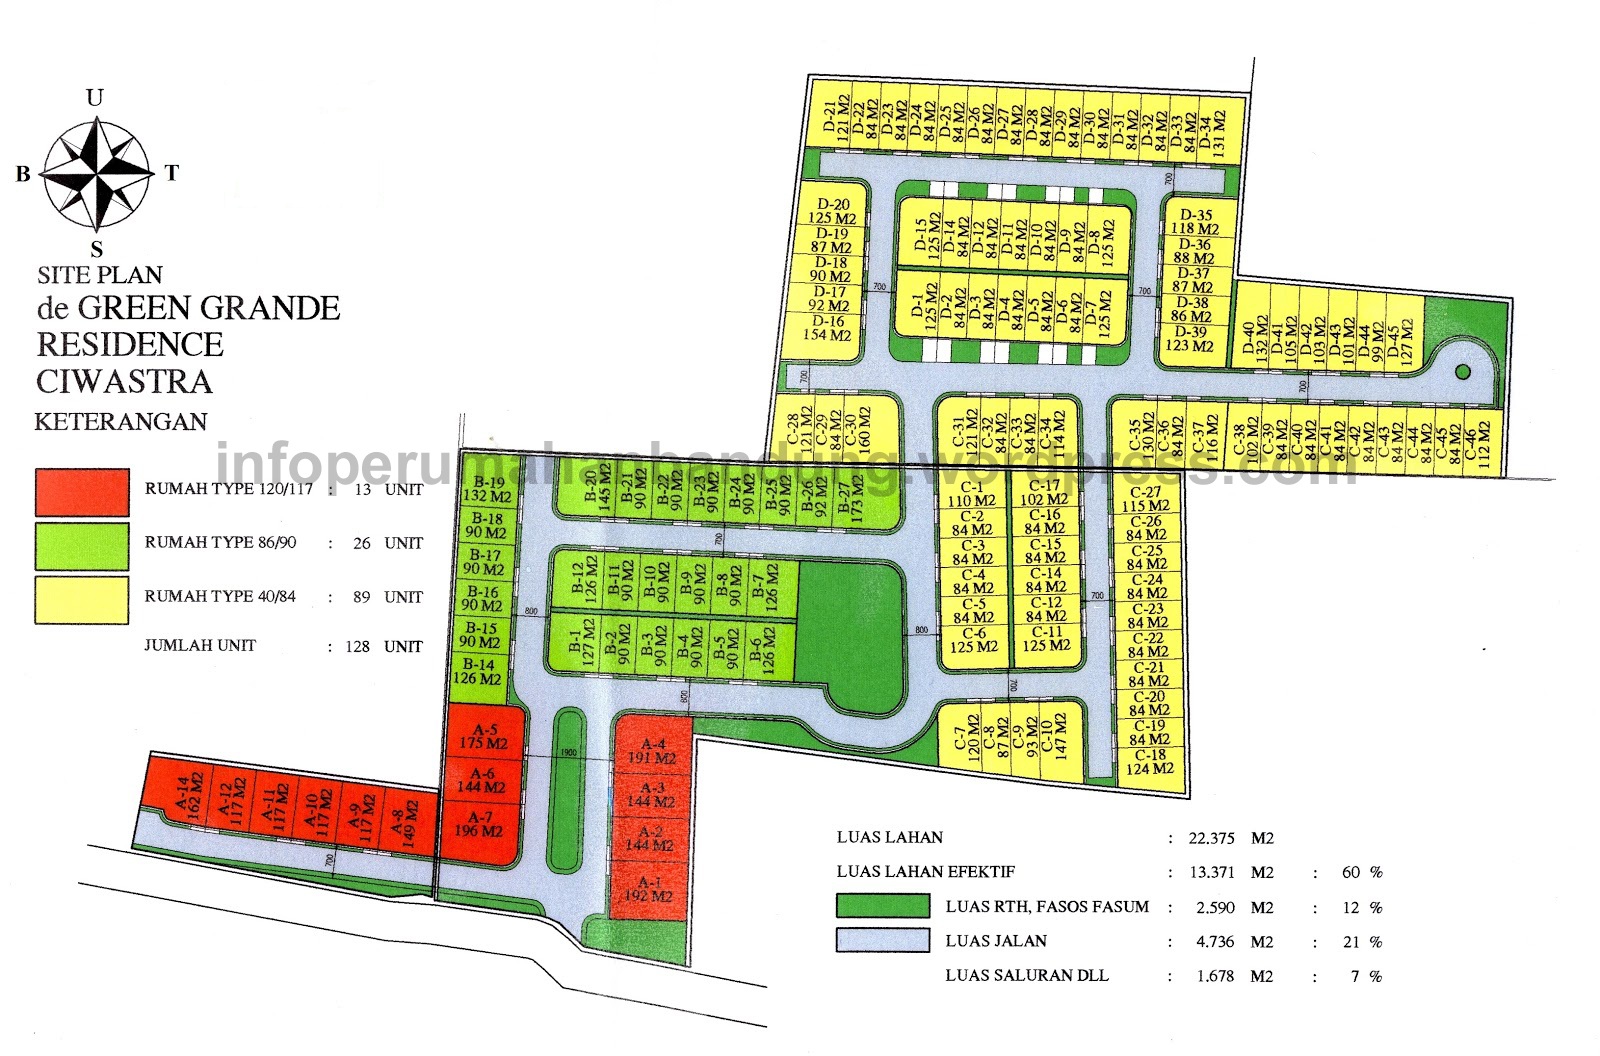 U
B
T
S
SITE PLAN
de GREEN GRANDE
RESIDENCE
CIWASTRA
KETERANGAN
RUMAH TYPE 120/117 : 13 UNIT
RUMAH TYPE 86/90 : 26 UNIT
RUMAH TYPE 40/84 : 89 UNIT
JUMLAH UNIT : 128 UNIT
infoperumahanbandung.wordpress.com
D-21 121 M2
D-22 84 M2
D-23 84 M2
D-24 84 M2
D-25 84 M2
D-26 84 M2
D-27 84 M2
D-28 84 M2
D-29 84 M2
D-30 84 M2
D-31 84 M2
D-32 84 M2
D-33 84 M2
D-34 131 M2
700
D-20
125 M2
D-19
87 M2
D-18
90 M2
D-17
92 M2
D-16
154 M2
700
D-15 125 M2
D-14 84 M2
D-12 84 M2
D-11 84 M2
D-10 84 M2
D-9 84 M2
D-8 125 M2
D-1 125 M2
D-2 84 M2
D-3 84 M2
D-4 84 M2
D-5 84 M2
D-6 84 M2
D-7 125 M2
700
D-35
118 M2
D-36
88 M2
D-37
87 M2
D-38
86 M2
D-39
123 M2
D-40 132 M2
D-41 105 M2
D-42 103 M2
D-43 101 M2
D-44 99 M2
D-45 127 M2
700
700
C-28 121 M2
C-29 84 M2
C-30 160 M2
C-31 121 M2
C-32 84 M2
C-33 84 M2
C-34 114 M2
C-35 130 M2
C-36 84 M2
C-37 116 M2
C-38 102 M2
C-39 84 M2
C-40 84 M2
C-41 84 M2
C-42 84 M2
C-43 84 M2
C-44 84 M2
C-45 84 M2
C-46 112 M2
B-19
132 M2
B-18
90 M2
B-17
90 M2
B-16
90 M2
B-15
90 M2
B-14
126 M2
B-20 145 M2
B-21 90 M2
B-22 90 M2
B-23 90 M2
B-24 90 M2
B-25 90 M2
B-26 92 M2
B-27 173 M2
700
B-12 126 M2
B-11 90 M2
B-10 90 M2
B-9 90 M2
B-8 90 M2
B-7 126 M2
800
B-1 127 M2
B-2 90 M2
B-3 90 M2
B-4 90 M2
B-5 90 M2
B-6 126 M2
800
C-1
110 M2
C-2
84 M2
C-3
84 M2
C-4
84 M2
C-5
84 M2
C-6
125 M2
C-17
102 M2
C-16
84 M2
C-15
84 M2
C-14
84 M2
C-12
84 M2
C-11
125 M2
700
C-27
115 M2
C-26
84 M2
C-25
84 M2
C-24
84 M2
C-23
84 M2
C-22
84 M2
C-21
84 M2
C-20
84 M2
C-19
84 M2
C-18
124 M2
700
C-7 120 M2
C-8 87 M2
C-9 93 M2
C-10 147 M2
A-5
175 M2
A-6
144 M2
A-7
196 M2
1900
A-4
191 M2
A-3
144 M2
A-2
144 M2
A-1
192 M2
A-14 162 M2
A-12 117 M2
A-11 117 M2
A-10 117 M2
A-9 117 M2
A-8 149 M2
700
LUAS LAHAN : 22.375 M2
LUAS LAHAN EFEKTIF : 13.371 M2 : 60 %
LUAS RTH, FASOS FASUM : 2.590 M2 : 12 %
LUAS JALAN : 4.736 M2 : 21 %
LUAS SALURAN DLL : 1.678 M2 : 7 %